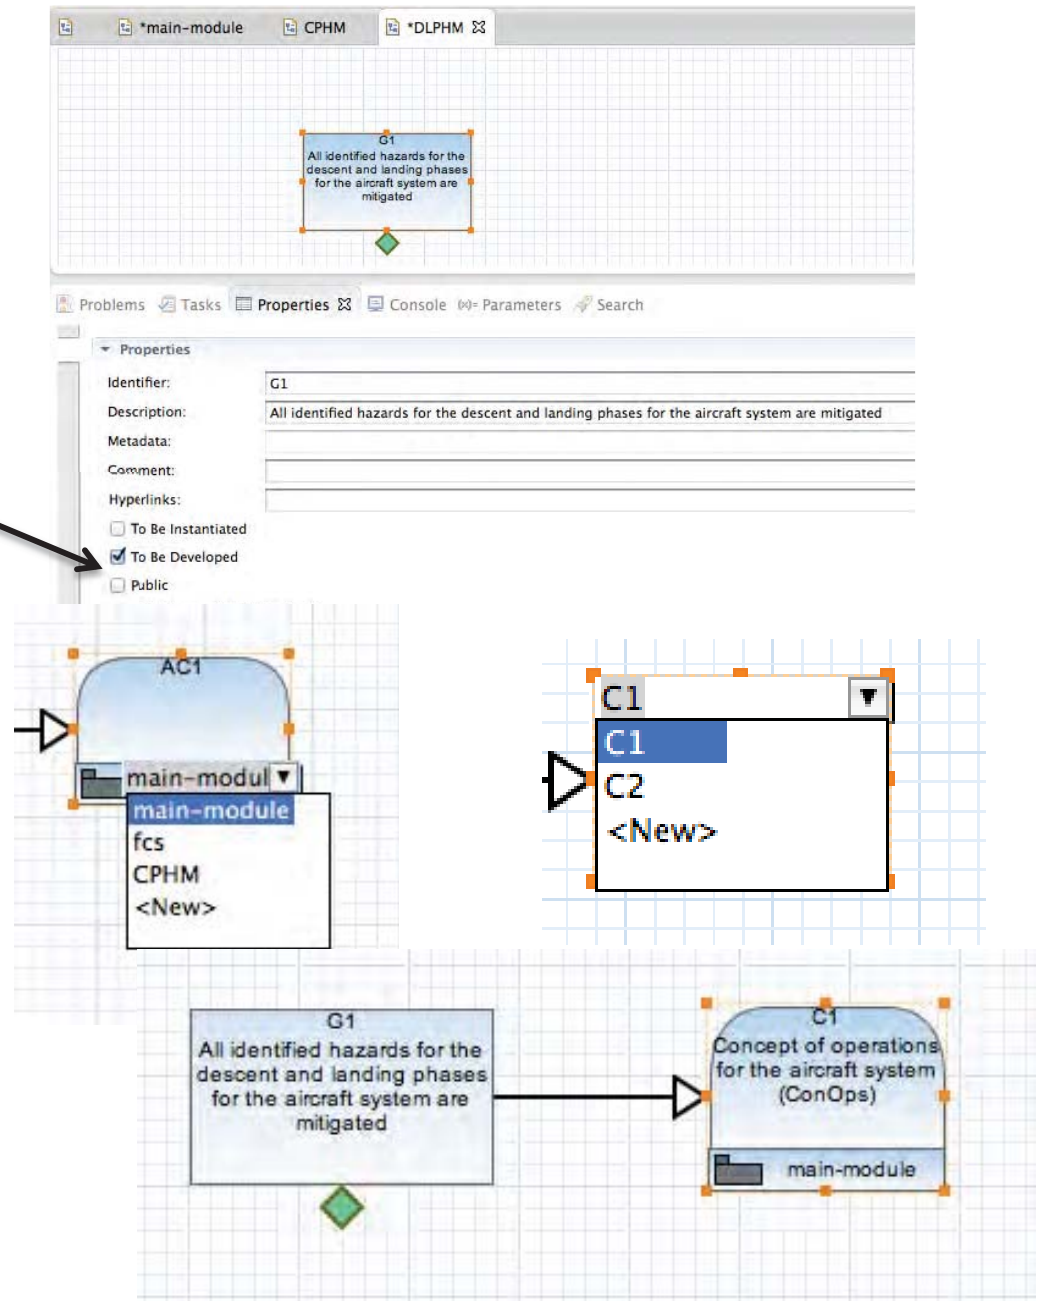 *main-module
CPHM
*DLPHM
G1
All identified hazards for the
descent and landing phases
for the aircraft system are
mitigated
Problems Tasks Properties Console (x)= Parameters Search
Properties
Identifier: G1
Description: All identified hazards for the descent and landing phases for the aircraft system are mitigated
Metadata:
Comment:
Hyperlinks:
To Be Instantiated
To Be Developed
Public
AC1
main-modul
main-module
fcs
CPHM
<New>
C1
C1
C2
<New>
G1
All identified hazards for the
descent and landing phases
for the aircraft system are
mitigated
C1
Concept of operations
for the aircraft system
(ConOps)
main-module